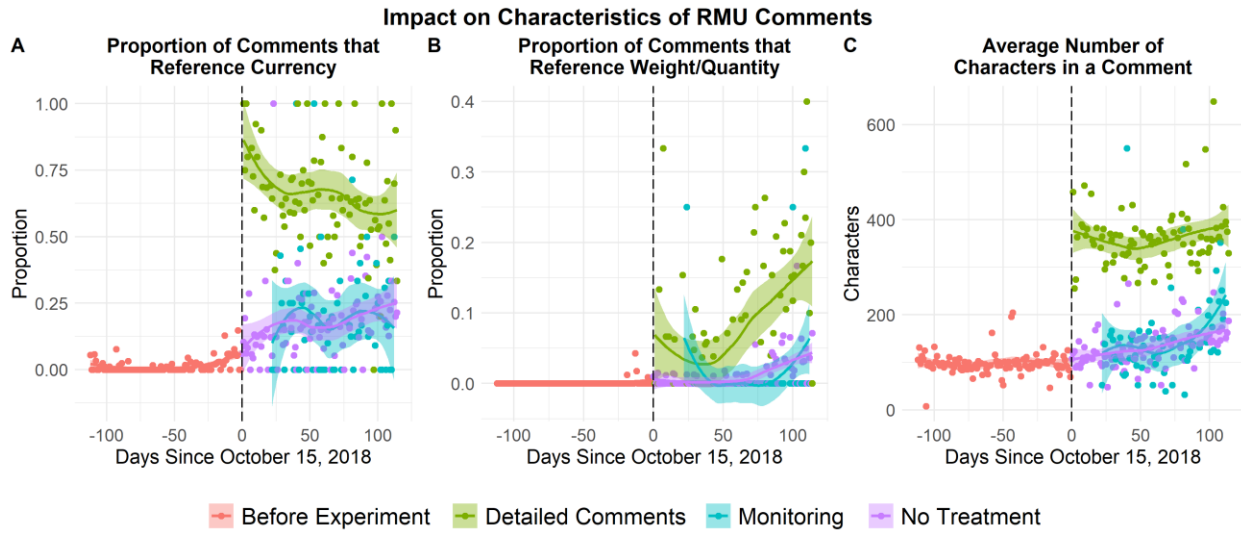 Impact on Characteristics of RMU Comments
A
Proportion of Comments that
Reference Currency
Proportion
1.00
0.75
0.50
0.25
0.00
-100 -50 0 50 100
Days Since October 15, 2018
B
Proportion of Comments that
Reference Weight/Quantity
Proportion
0.4
0.3
0.2
0.1
0.0
-100 -50 0 50 100
Days Since October 15, 2018
C
Average Number of
Characters in a Comment
Characters
600
400
200
0
-100 -50 0 50 100
Days Since October 15, 2018
Before Experiment Detailed Comments Monitoring No Treatment